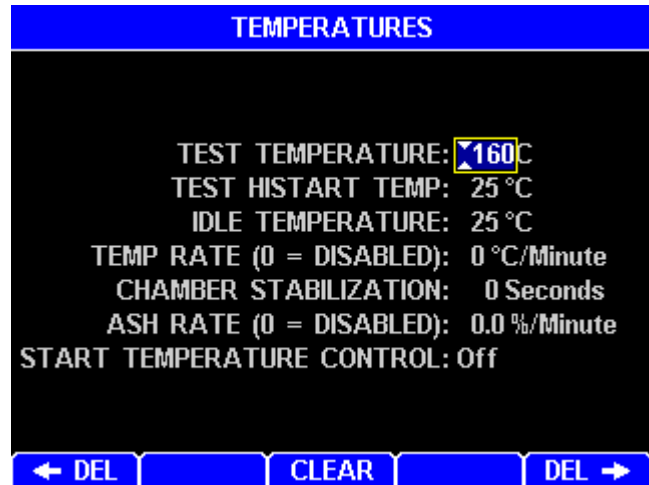 TEMPERATURES
TEST TEMPERATURE: 160C
TEST HISTART TEMP: 25 °C
IDLE TEMPERATURE: 25 °C
TEMP RATE (0 = DISABLED): 0 °C/Minute
CHAMBER STABILIZATION: 0 Seconds
ASH RATE (0 = DISABLED): 0.0 %/Minute
START TEMPERATURE CONTROL: Off
← DEL CLEAR DEL →